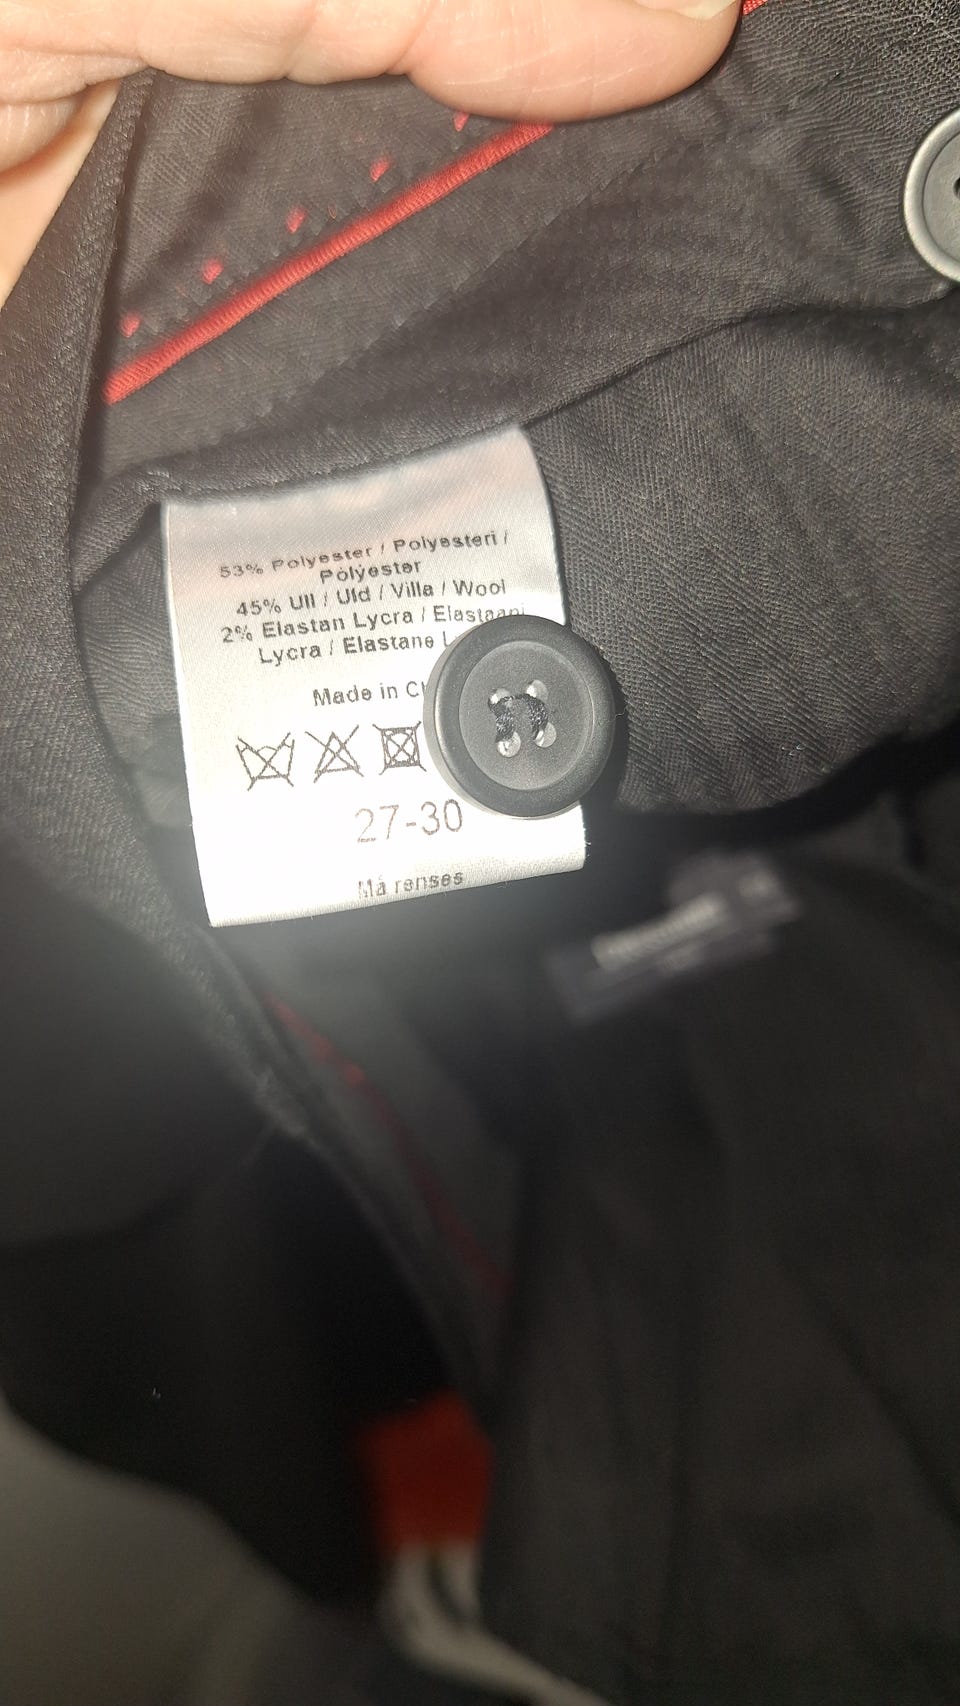 53% Polyester / Polyesteri /
Pólyester
45% Ull / Uld / Villa / Wool
2% Elastan Lycra / Elastaani
Lycra / Elastane
Made in
27-30
Må renses